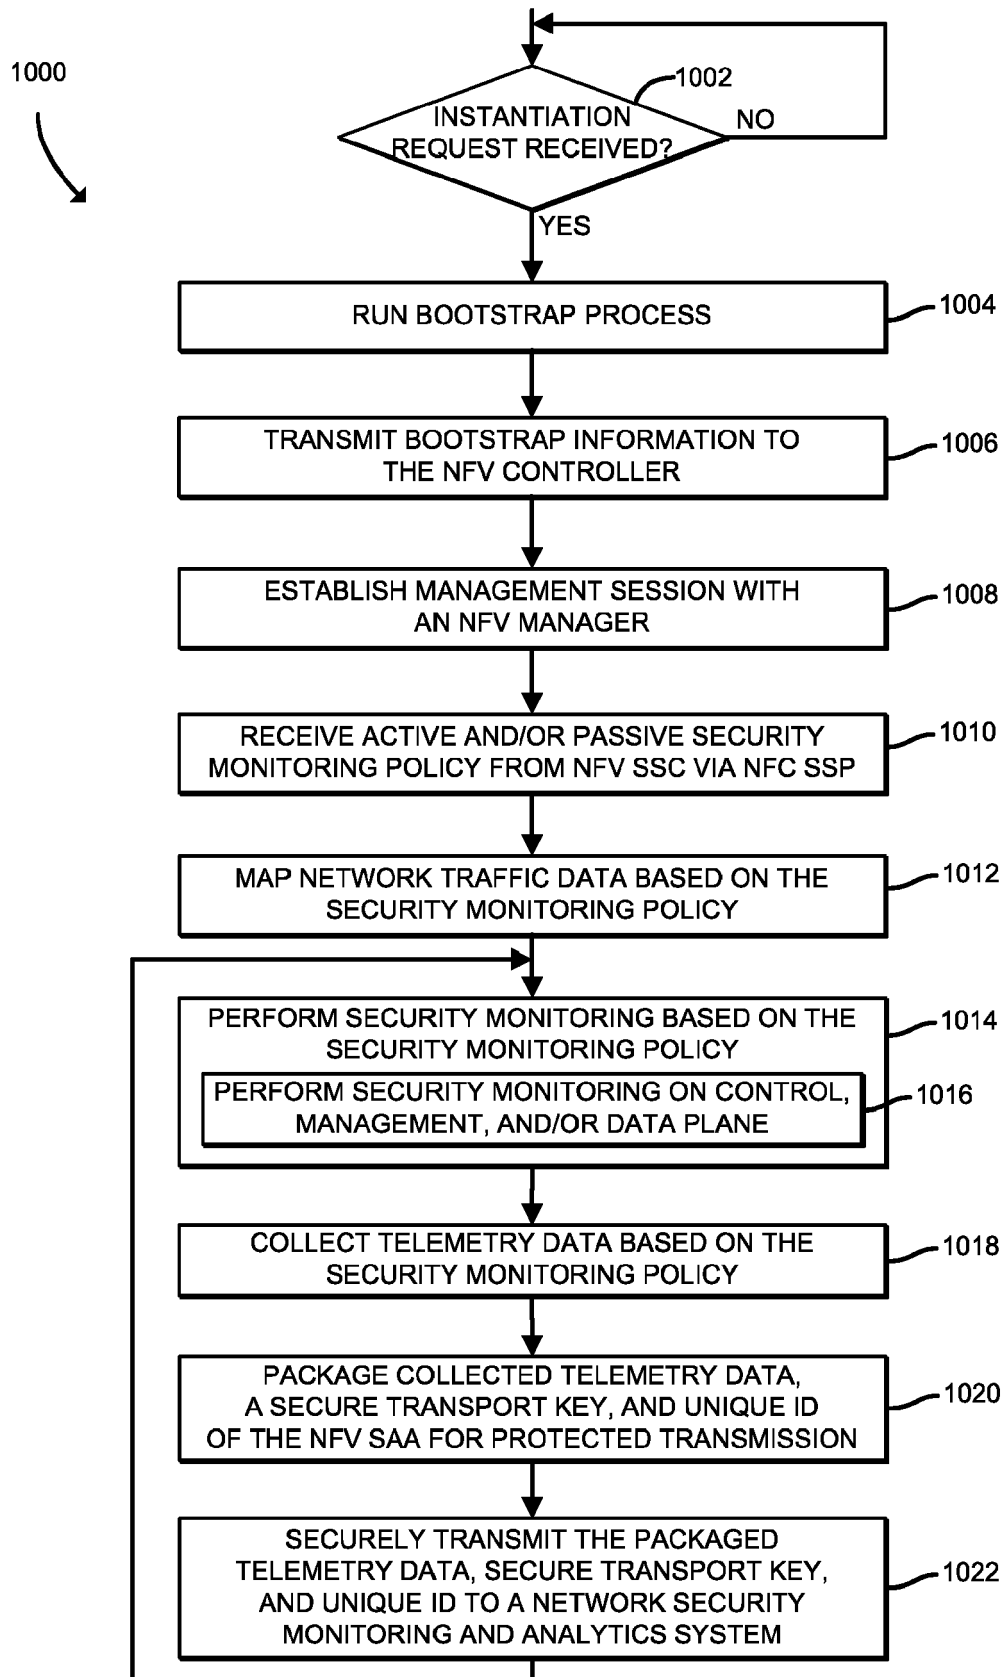 1000
1002
INSTANTIATION
REQUEST RECEIVED?
NO
YES
RUN BOOTSTRAP PROCESS
1004
TRANSMIT BOOTSTRAP INFORMATION TO
THE NFV CONTROLLER
1006
ESTABLISH MANAGEMENT SESSION WITH
AN NFV MANAGER
1008
RECEIVE ACTIVE AND/OR PASSIVE SECURITY
MONITORING POLICY FROM NFV SSC VIA NFC SSP
1010
MAP NETWORK TRAFFIC DATA BASED ON THE
SECURITY MONITORING POLICY
1012
PERFORM SECURITY MONITORING BASED ON THE
SECURITY MONITORING POLICY
1014
PERFORM SECURITY MONITORING ON CONTROL,
MANAGEMENT, AND/OR DATA PLANE
1016
COLLECT TELEMETRY DATA BASED ON THE
SECURITY MONITORING POLICY
1018
PACKAGE COLLECTED TELEMETRY DATA,
A SECURE TRANSPORT KEY, AND UNIQUE ID
OF THE NFV SAA FOR PROTECTED TRANSMISSION
1020
SECURELY TRANSMIT THE PACKAGED
TELEMETRY DATA, SECURE TRANSPORT KEY,
AND UNIQUE ID TO A NETWORK SECURITY
MONITORING AND ANALYTICS SYSTEM
1022